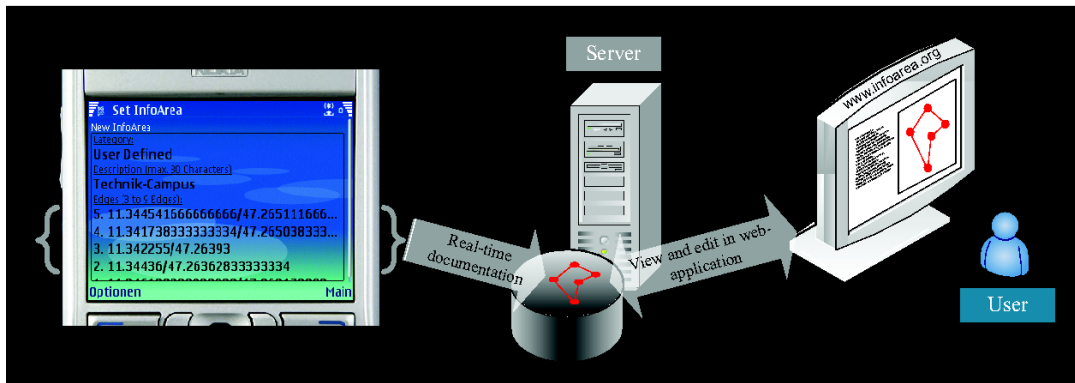 NOKIA
Set InfoArea
New InfoArea
Category:
User Defined
Description (max. 30 Characters)
Technik-Campus
Edges (3 to 5 Edges):
5. 11.344541666666666/47.265111666...
4. 11.341738333333334/47.265038333...
3. 11.342255/47.26393
2. 11.34436/47.26362833333334
Optionen
Main
Real-time
documentation
Server
View and edit in web-
application
www.infoarea.org
User